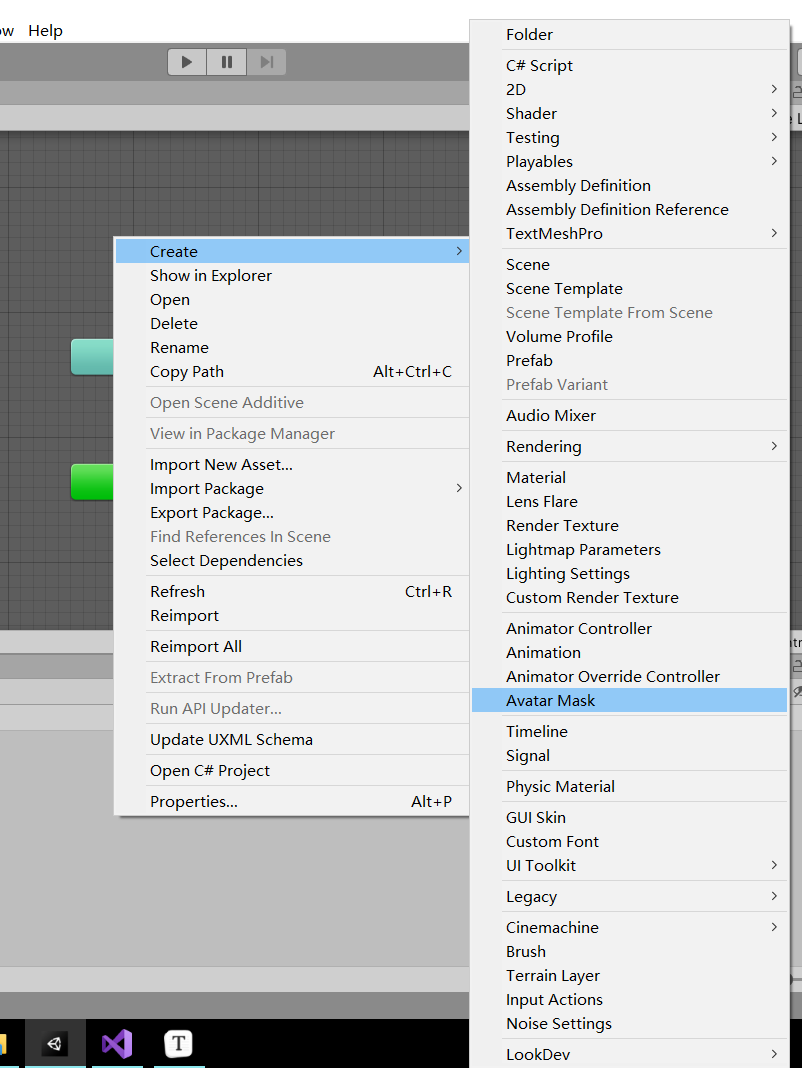 ow Help
Create
Show in Explorer
Open
Delete
Rename
Copy Path Alt+Ctrl+C
Open Scene Additive
View in Package Manager
Import New Asset...
Import Package
Export Package...
Find References In Scene
Select Dependencies
Refresh Ctrl+R
Reimport
Reimport All
Extract From Prefab
Run API Updater...
Update UXML Schema
Open C# Project
Properties... Alt+P
Folder
C# Script
2D
Shader
Testing
Playables
Assembly Definition
Assembly Definition Reference
TextMeshPro
Scene
Scene Template
Scene Template From Scene
Volume Profile
Prefab
Prefab Variant
Audio Mixer
Rendering
Material
Lens Flare
Render Texture
Lightmap Parameters
Lighting Settings
Custom Render Texture
Animator Controller
Animation
Animator Override Controller
Avatar Mask
Timeline
Signal
Physic Material
GUI Skin
Custom Font
UI Toolkit
Legacy
Cinemachine
Brush
Terrain Layer
Input Actions
Noise Settings
LookDev
T